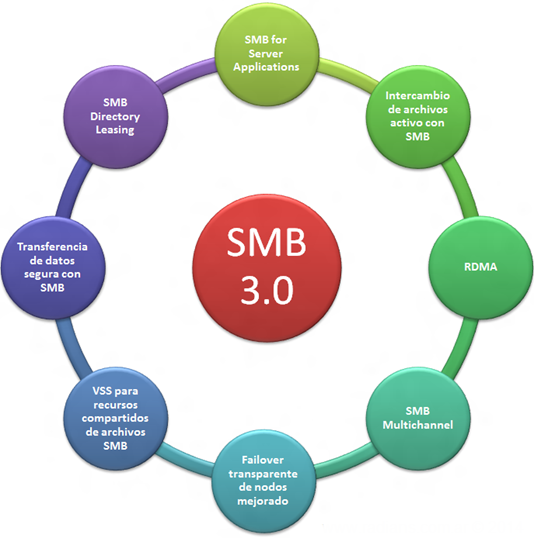 SMB for
Server
Applications
Intercambio
de archivos
activo con
SMB
RDMA
SMB
Multichannel
Failover
transparente
de nodos
mejorado
VSS para
recursos
compartidos
de archivos
SMB
Transferencia
de datos
segura con
SMB
SMB
Directory
Leasing
SMB
3.0